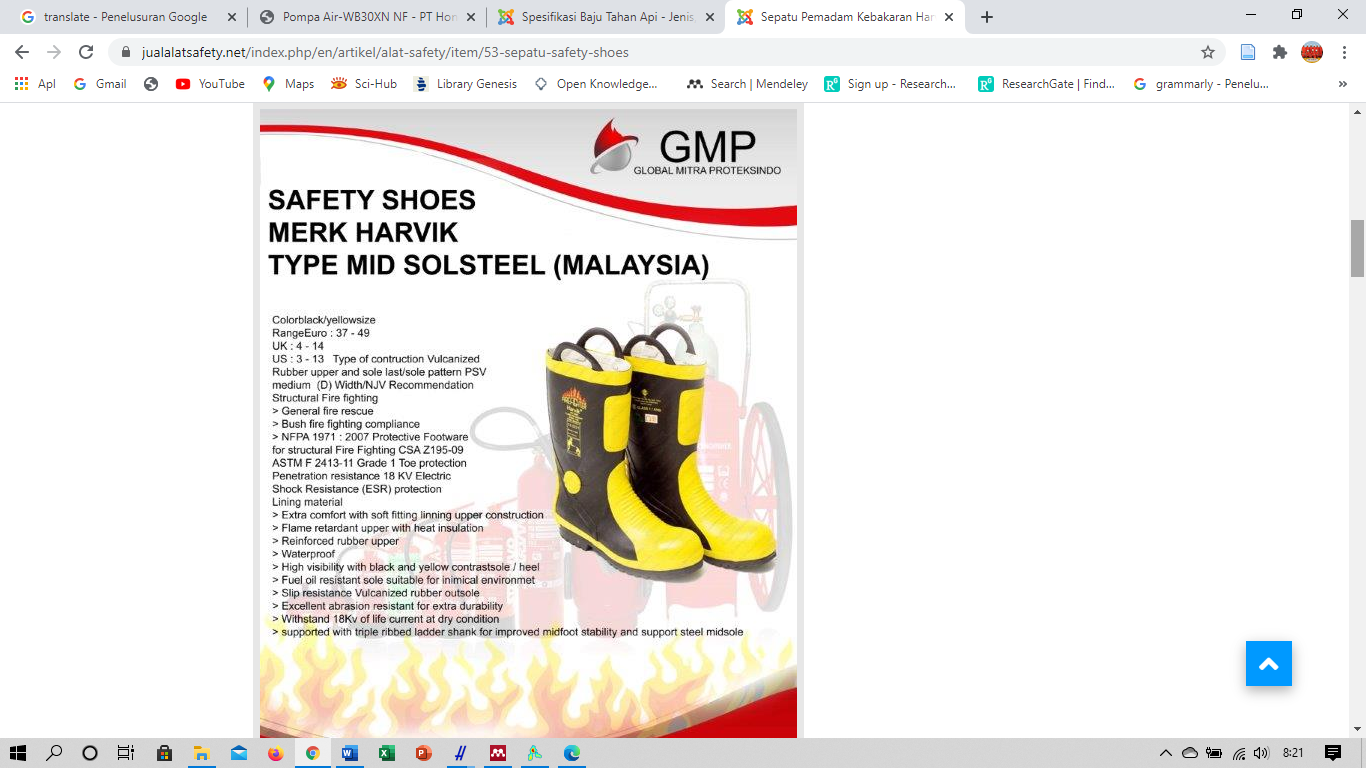 translate - Penelusuran Google
Pompa Air-WB30XN NF - PT Hon
Spesifikasi Baju Tahan Api - Jenis,
Sepatu Pemadam Kebakaran Har
jualalatsafety.net/index.php/en/artikel/alat-safety/item/53-sepatu-safety-shoes
Apl
Gmail
YouTube
Maps
Sci-Hub
Library Genesis
Open Knowledge...
Search | Mendeley
Sign up - Research...
ResearchGate | Find...
grammarly - Penelu...
GMP
GLOBAL MITRA PROTEKSINDO
SAFETY SHOES
MERK HARVIK
TYPE MID SOLSTEEL (MALAYSIA)
Colorblack/yellowsize
RangeEuro : 37 - 49
UK : 4 - 14
US : 3 - 13 Type of contruction Vulcanized
Rubber upper and sole last/sole pattern PSV
medium (D) Width/NJV Recommendation
Structural Fire fighting
> General fire rescue
> Bush fire fighting compliance
> NFPA 1971 : 2007 Protective Footware
for structural Fire Fighting CSA Z195-09
ASTM F 2413-11 Grade 1 Toe protection
Penetration resistance 18 KV Electric
Shock Resistance (ESR) protection
Lining material
> Extra comfort with soft fitting linning upper construction
> Flame retardant upper with heat insulation
> Reinforced rubber upper
> Waterproof
> High visibility with black and yellow contrastsole / heel
> Fuel oil resistant sole suitable for inimical environmet
> Slip resistance Vulcanized rubber outsole
> Excellent abrasion resistant for extra durability
> Withstand 18Kv of life current at dry condition
> supported with triple ribbed ladder shank for improved midfoot stability and support steel midsole
8:21